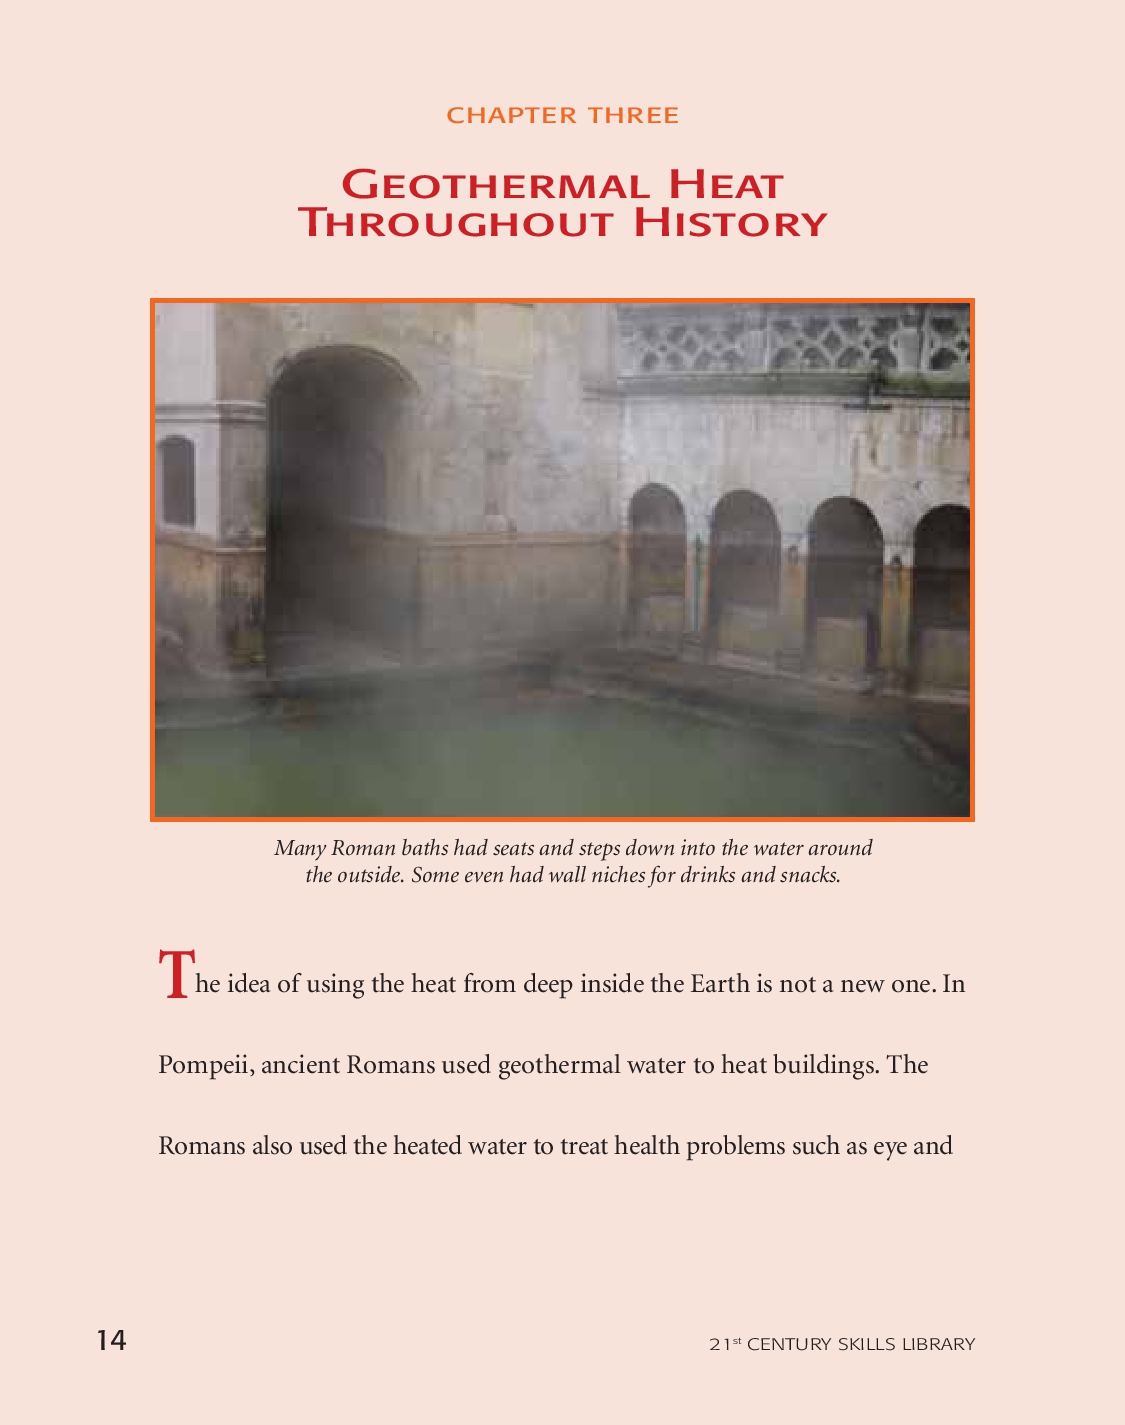 CHAPTER THREE
GEOTHERMAL HEAT
THROUGHOUT HISTORY
Many Roman baths had seats and steps down into the water around
the outside. Some even had wall niches for drinks and snacks.
The idea of using the heat from deep inside the Earth is not a new one. In
Pompeii, ancient Romans used geothermal water to heat buildings. The
Romans also used the heated water to treat health problems such as eye and
14
21st CENTURY SKILLS LIBRARY